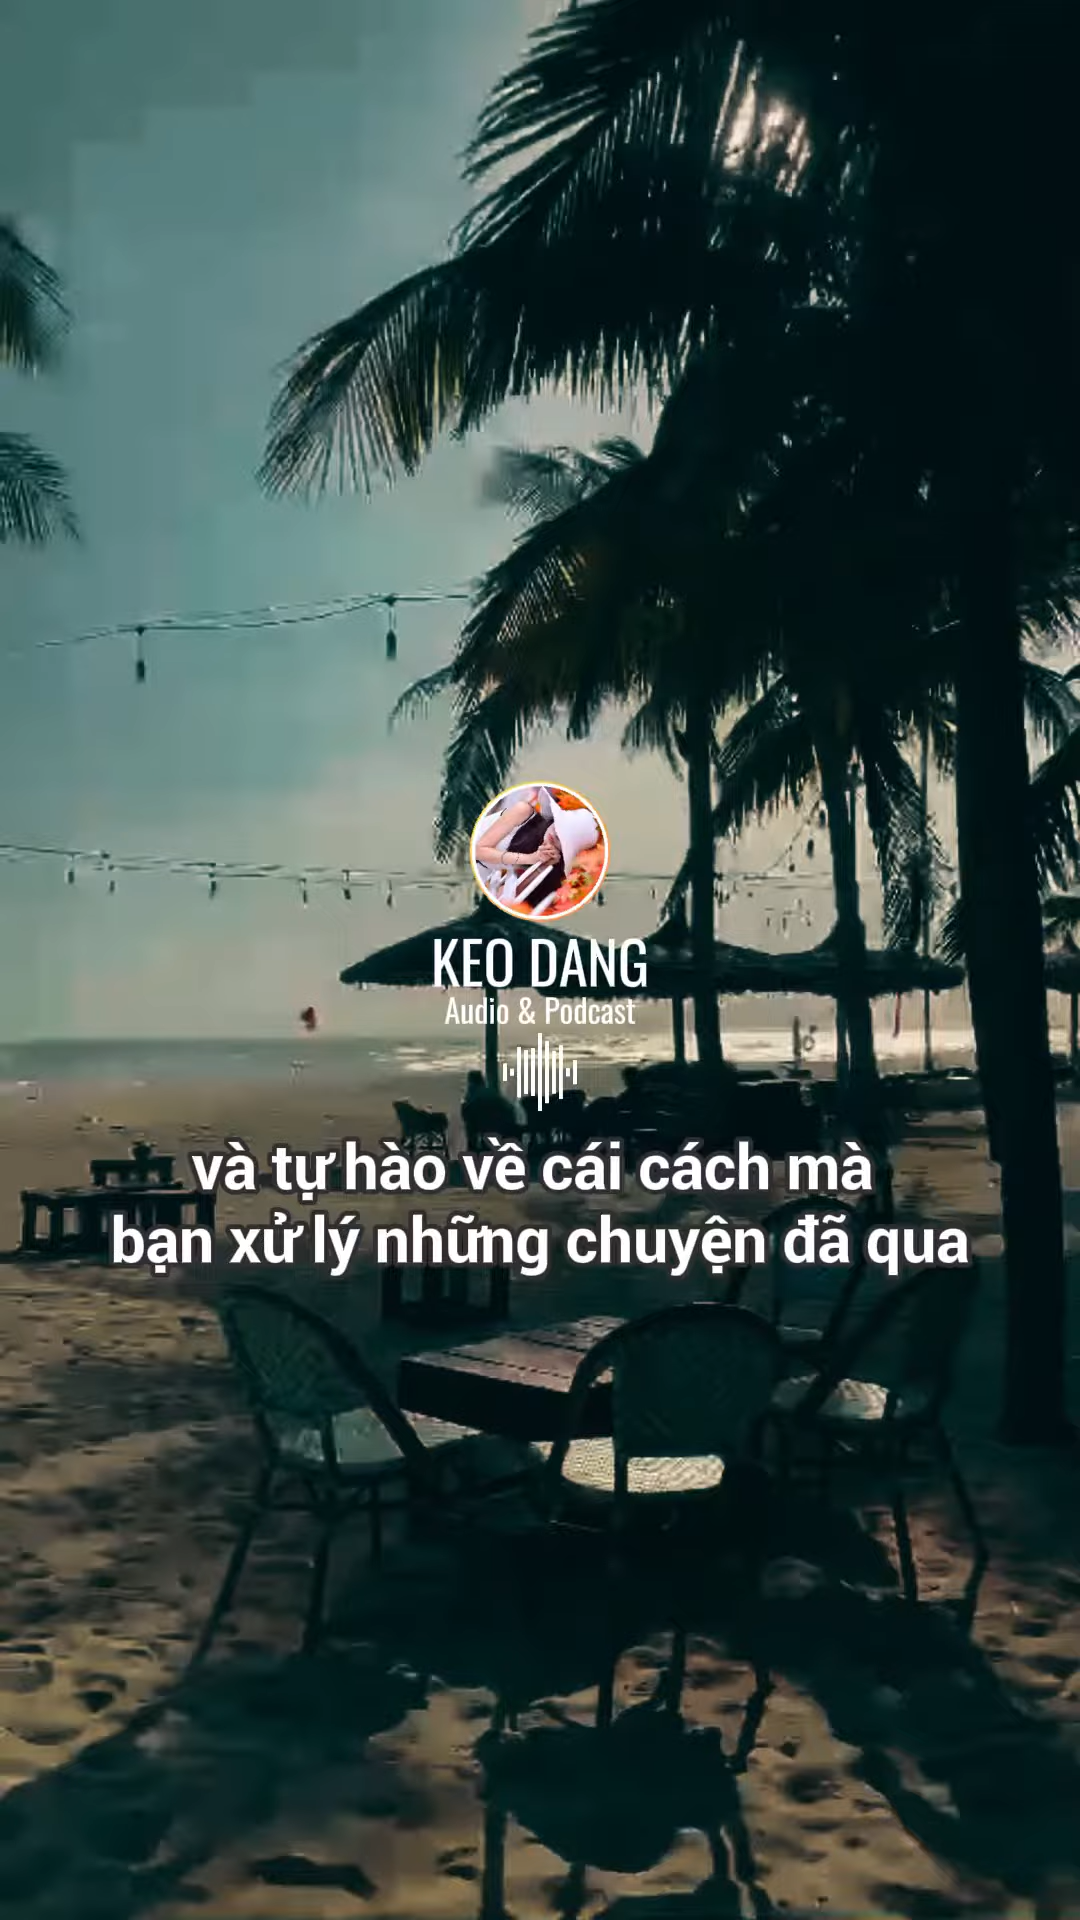 KEO DANG
Audio & Podcast
và tự hào về cái cách mà
bạn xử lý những chuyện đã qua